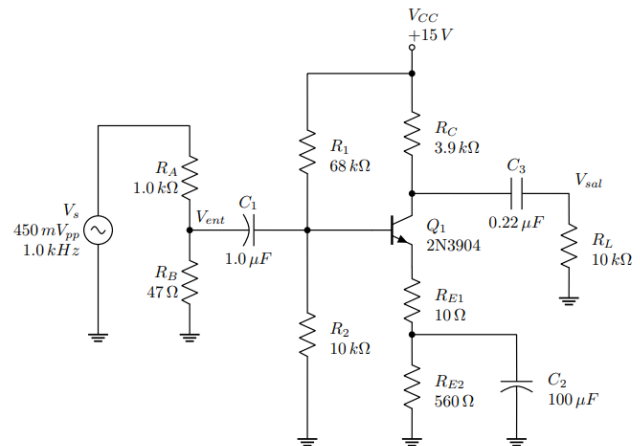 V_CC
+15 V
R_1
68 kΩ
R_C
3.9 kΩ
C_3
0.22 μF
V_sal
R_A
1.0 kΩ
V_s
450 mV_pp
1.0 kHz
V_ent
C_1
1.0 μF
Q_1
2N3904
R_L
10 kΩ
R_B
47 Ω
R_E1
10 Ω
R_2
10 kΩ
R_E2
560 Ω
C_2
100 μF